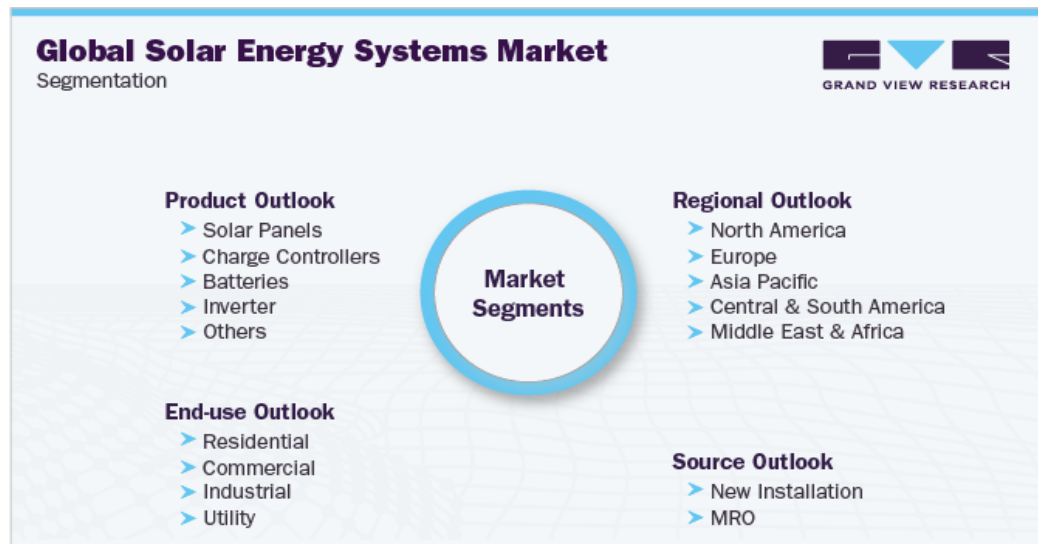 Global Solar Energy Systems Market
Segmentation
GRAND VIEW RESEARCH
Product Outlook
Solar Panels
Charge Controllers
Batteries
Inverter
Others
Market
Segments
Regional Outlook
North America
Europe
Asia Pacific
Central & South America
Middle East & Africa
End-use Outlook
Residential
Commercial
Industrial
Utility
Source Outlook
New Installation
MRO